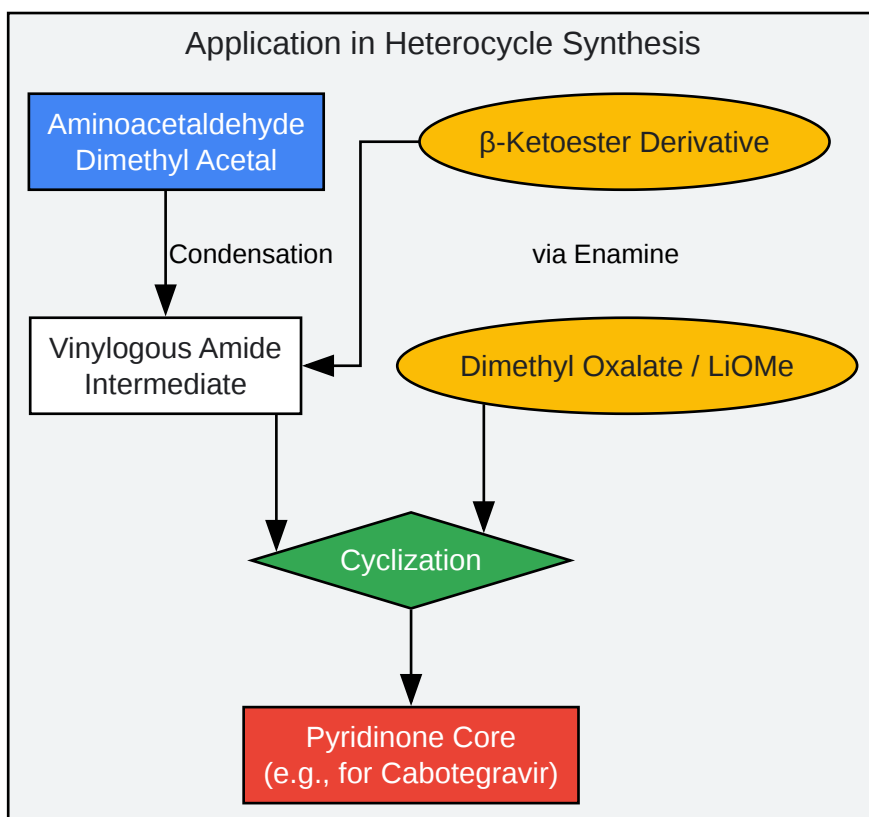 Application in Heterocycle Synthesis
Aminoacetaldehyde
Dimethyl Acetal
β-Ketoester Derivative
Condensation
via Enamine
Vinylogous Amide
Intermediate
Dimethyl Oxalate / LiOMe
Cyclization
Pyridinone Core
(e.g., for Cabotegravir)